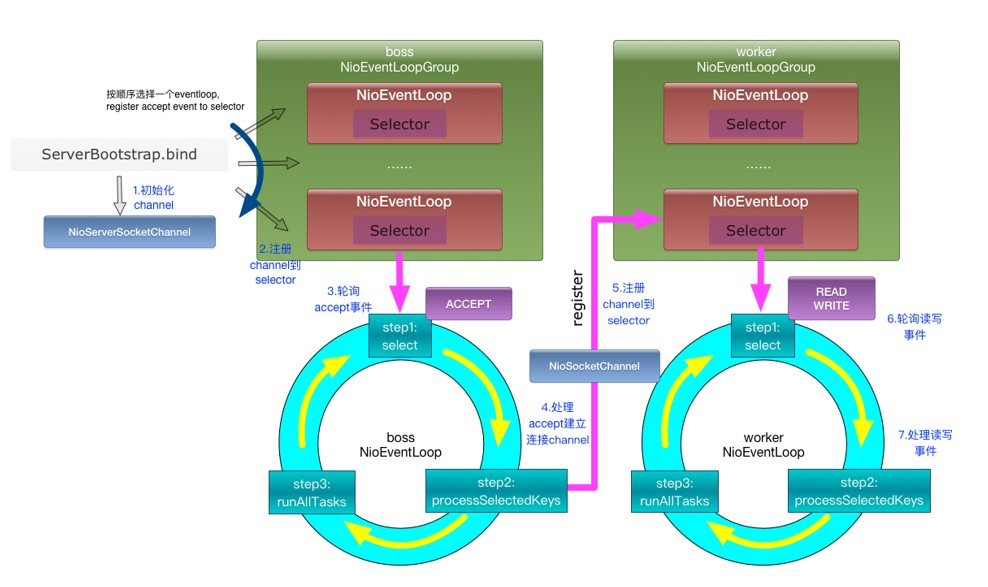 boss
NioEventLoopGroup
worker
NioEventLoopGroup
按顺序选择一个eventloop,
register accept event to selector
NioEventLoop
Selector
NioEventLoop
Selector
ServerBootstrap.bind
......
......
1.初始化
channel
NioServerSocketChannel
NioEventLoop
Selector
NioEventLoop
Selector
2.注册
channel到
selector
3.轮询
accept事件
ACCEPT
register
5.注册
channel到
selector
READ
WRITE
6.轮询读写
事件
step1:
select
step1:
select
NioSocketChannel
4.处理
accept建立
连接channel
boss
NioEventLoop
worker
NioEventLoop
7.处理读写
事件
step3:
runAllTasks
step2:
processSelectedKeys
step3:
runAllTasks
step2:
processSelectedKeys